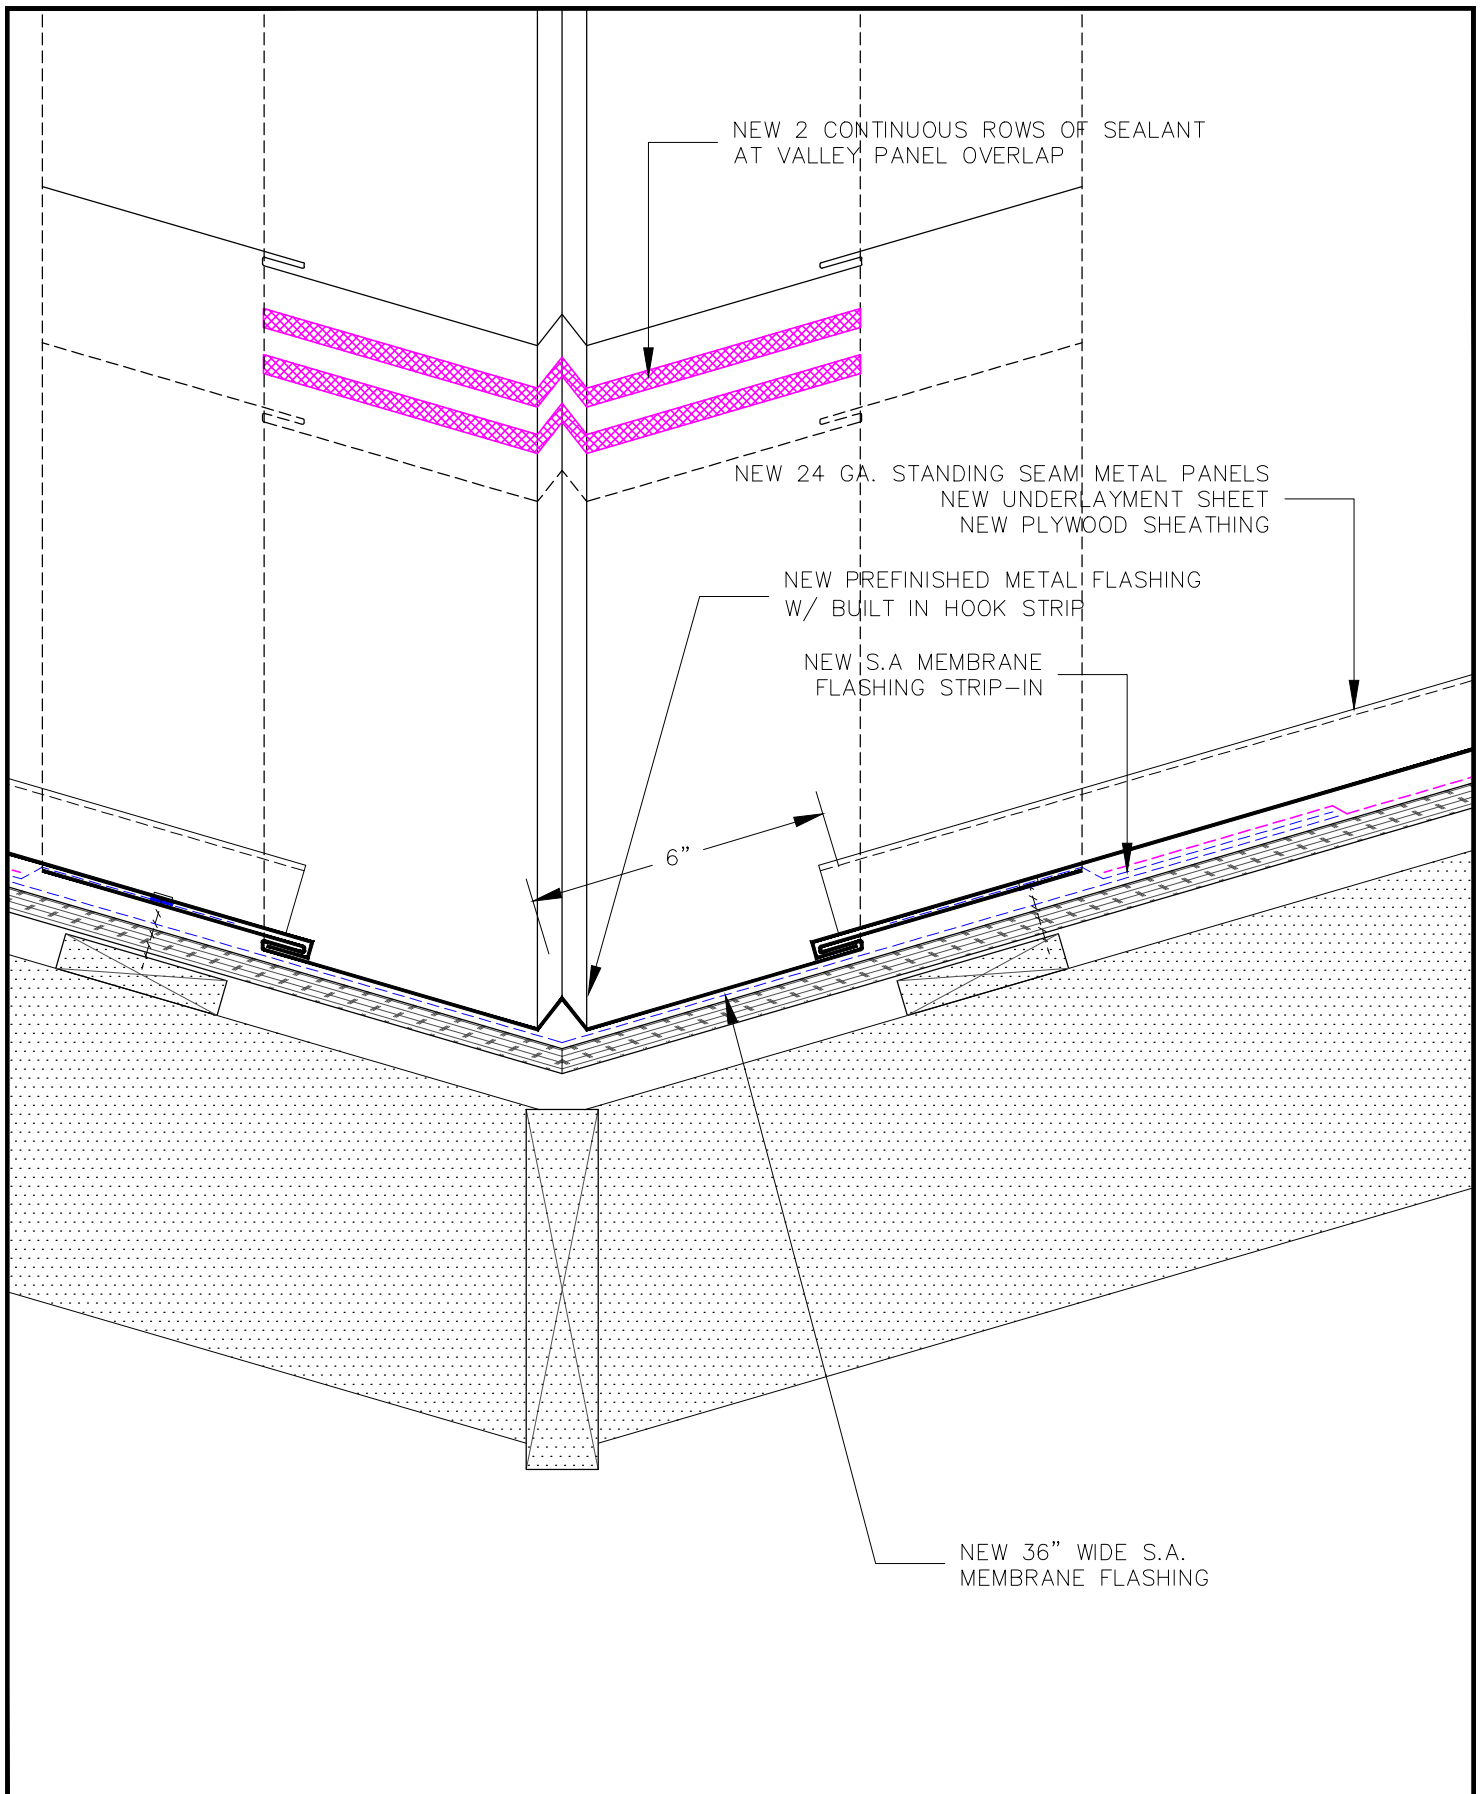 NEW 2 CONTINUOUS ROWS OF SEALANT
AT VALLEY PANEL OVERLAP
NEW 24 GA. STANDING SEAM METAL PANELS
NEW UNDERLAYMENT SHEET
NEW PLYWOOD SHEATHING
NEW PREFINISHED METAL FLASHING
W/ BUILT IN HOOK STRIP
NEW S.A MEMBRANE
FLASHING STRIP-IN
6”
NEW 36” WIDE S.A.
MEMBRANE FLASHING